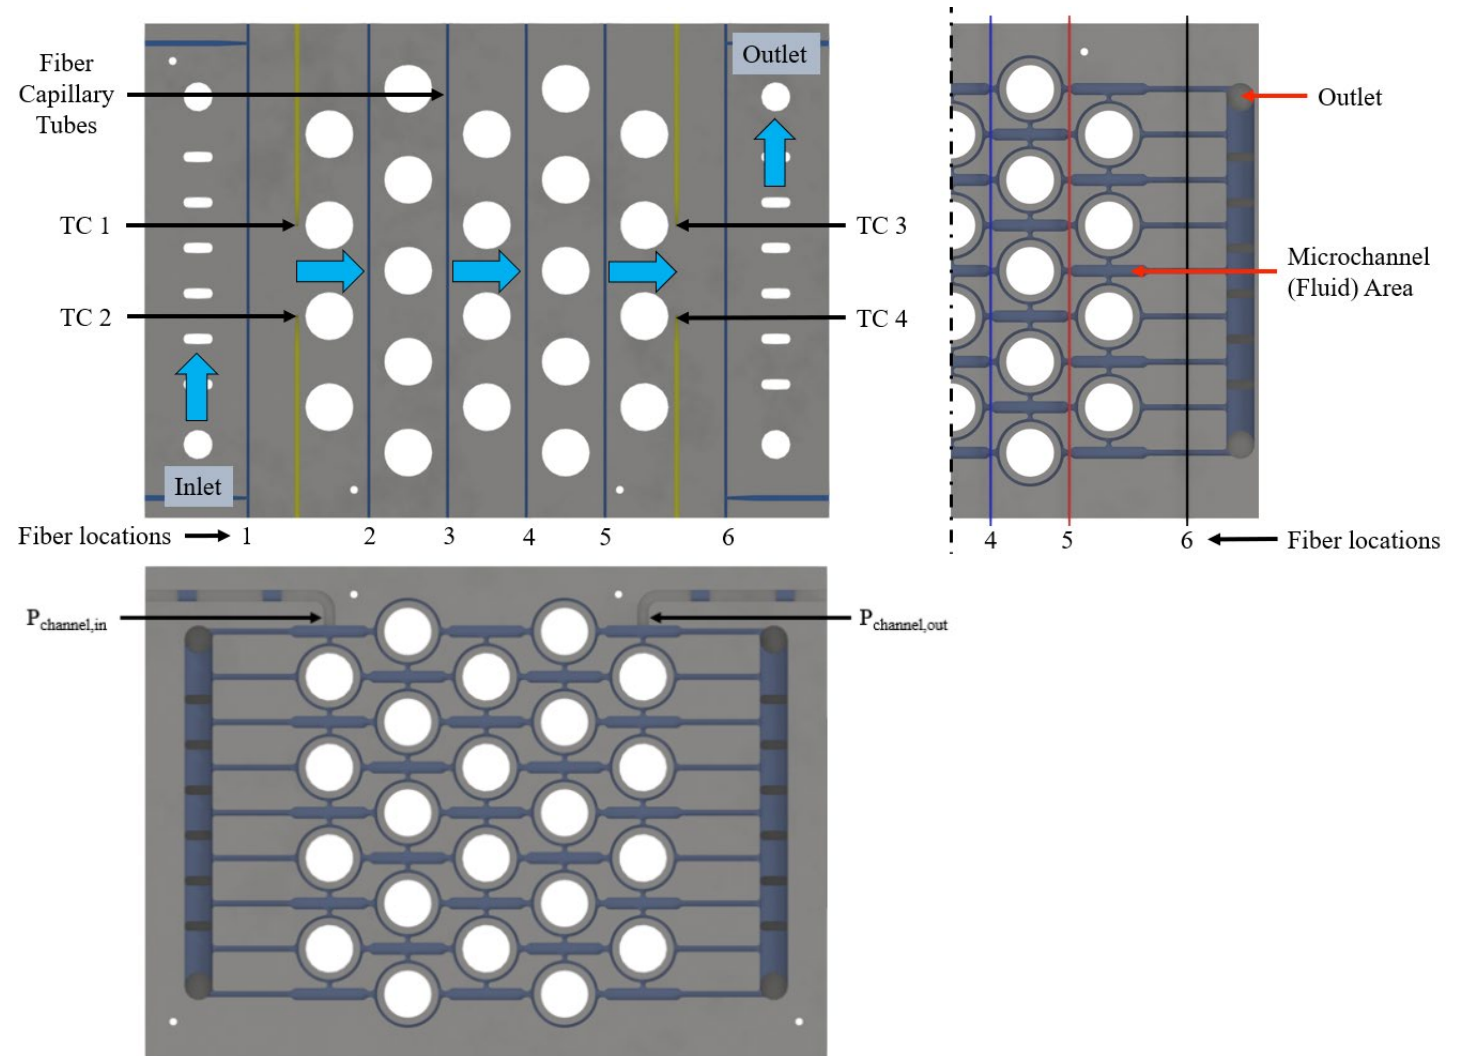 Fiber
Capillary
Tubes
Outlet
TC 1
TC 3
TC 2
TC 4
Inlet
Fiber locations 1 2 3 4 5 6
Outlet
Microchannel
(Fluid) Area
4 5 6 Fiber locations
Pchannel,in
Pchannel,out